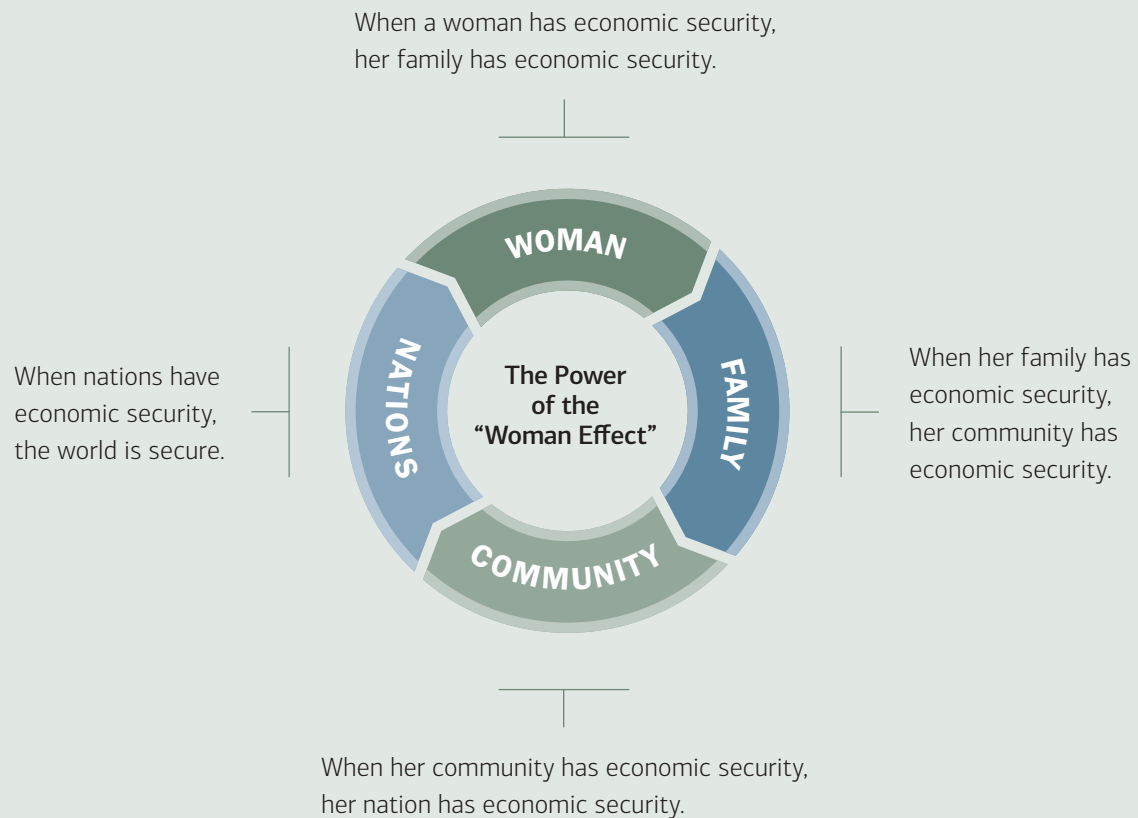 When a woman has economic security,
her family has economic security.
WOMAN
FAMILY
COMMUNITY
NATIONS
The Power
of the
“Woman Effect”
When her family has
economic security,
her community has
economic security.
When her community has economic security,
her nation has economic security.
When nations have
economic security,
the world is secure.